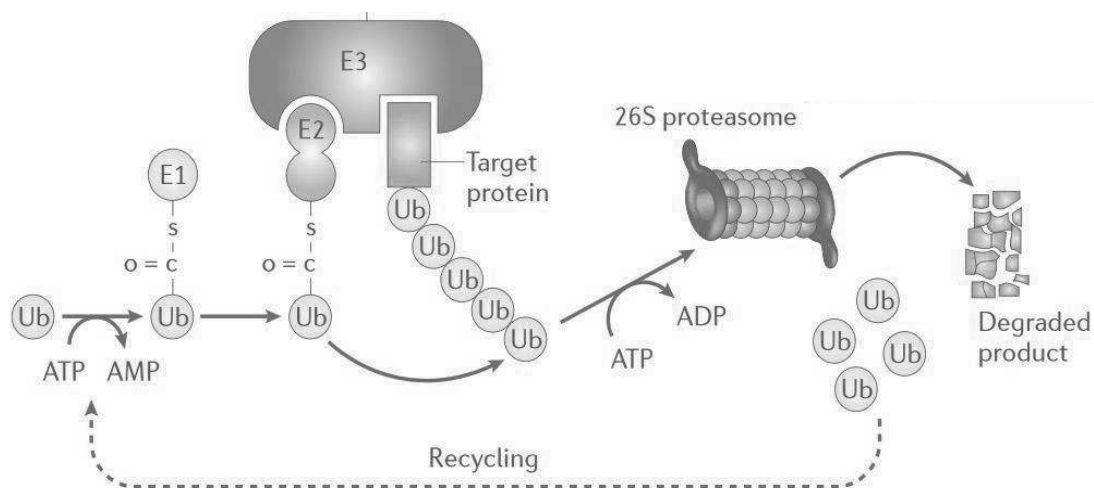 E3
E2
26S proteasome
Target
protein
E1
Ub
s
s
Ub
o = c
o = c
Ub
Ub
Ub
Ub
Ub
Ub
Ub
Ub
Ub
Ub
Ub
ATP
AMP
ATP
ADP
Degraded
product
Recycling